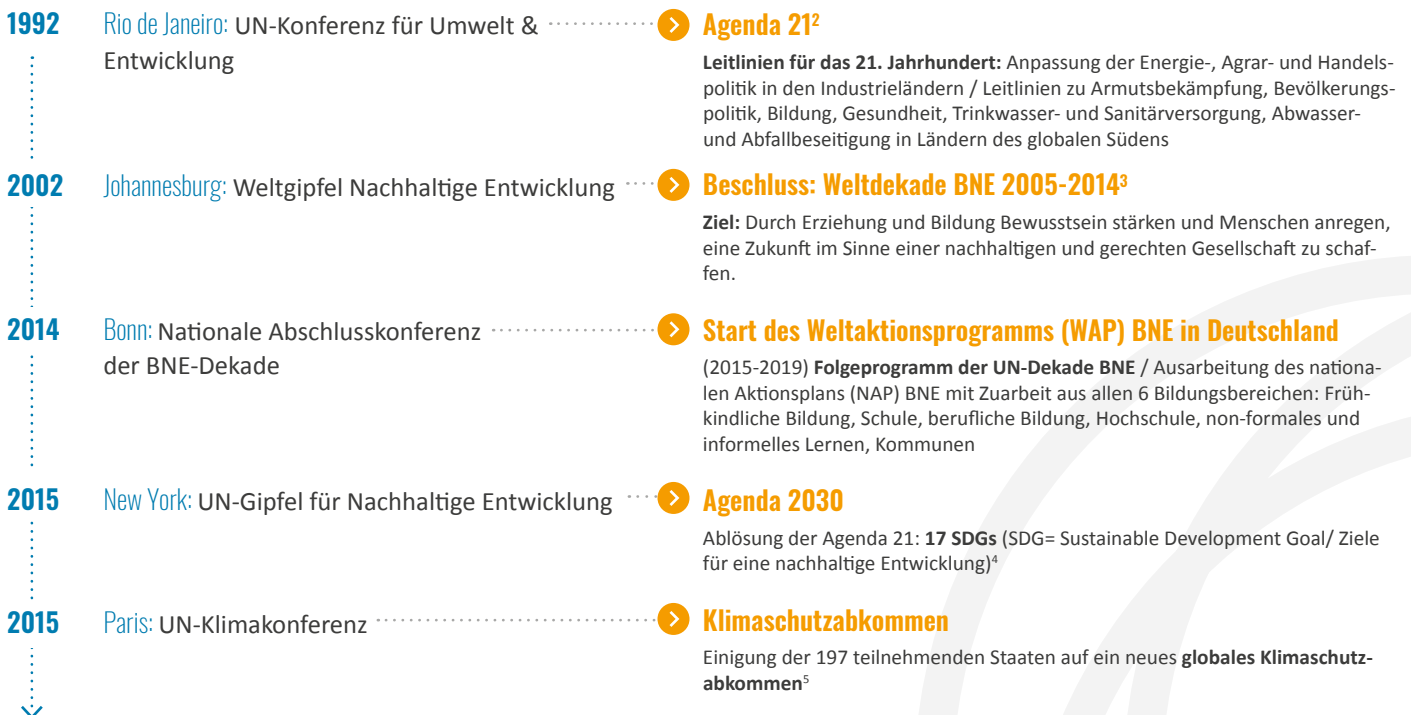 1992
Rio de Janeiro: UN-Konferenz für Umwelt &
Entwicklung
Agenda 21²
Leitlinien für das 21. Jahrhundert: Anpassung der Energie-, Agrar- und Handels-
politik in den Industrieländern / Leitlinien zu Armutsbekämpfung, Bevölkerungs-
politik, Bildung, Gesundheit, Trinkwasser- und Sanitärversorgung, Abwasser-
und Abfallbeseitigung in Ländern des globalen Südens
2002
Johannesburg: Weltgipfel Nachhaltige Entwicklung
Beschluss: Weltdekade BNE 2005-2014³
Ziel: Durch Erziehung und Bildung Bewusstsein stärken und Menschen anregen,
eine Zukunft im Sinne einer nachhaltigen und gerechten Gesellschaft zu schaf-
fen.
2014
Bonn: Nationale Abschlusskonferenz
der BNE-Dekade
Start des Weltaktionsprogramms (WAP) BNE in Deutschland
(2015-2019) Folgeprogramm der UN-Dekade BNE / Ausarbeitung des nationa-
len Aktionsplans (NAP) BNE mit Zuarbeit aus allen 6 Bildungsbereichen: Früh-
kindliche Bildung, Schule, berufliche Bildung, Hochschule, non-formales und
informelles Lernen, Kommunen
2015
New York: UN-Gipfel für Nachhaltige Entwicklung
Agenda 2030
Ablösung der Agenda 21: 17 SDGs (SDG= Sustainable Development Goal/ Ziele
für eine nachhaltige Entwicklung)⁴
2015
Paris: UN-Klimakonferenz
Klimaschutzabkommen
Einigung der 197 teilnehmenden Staaten auf ein neues globales Klimaschutz-
abkommen⁵